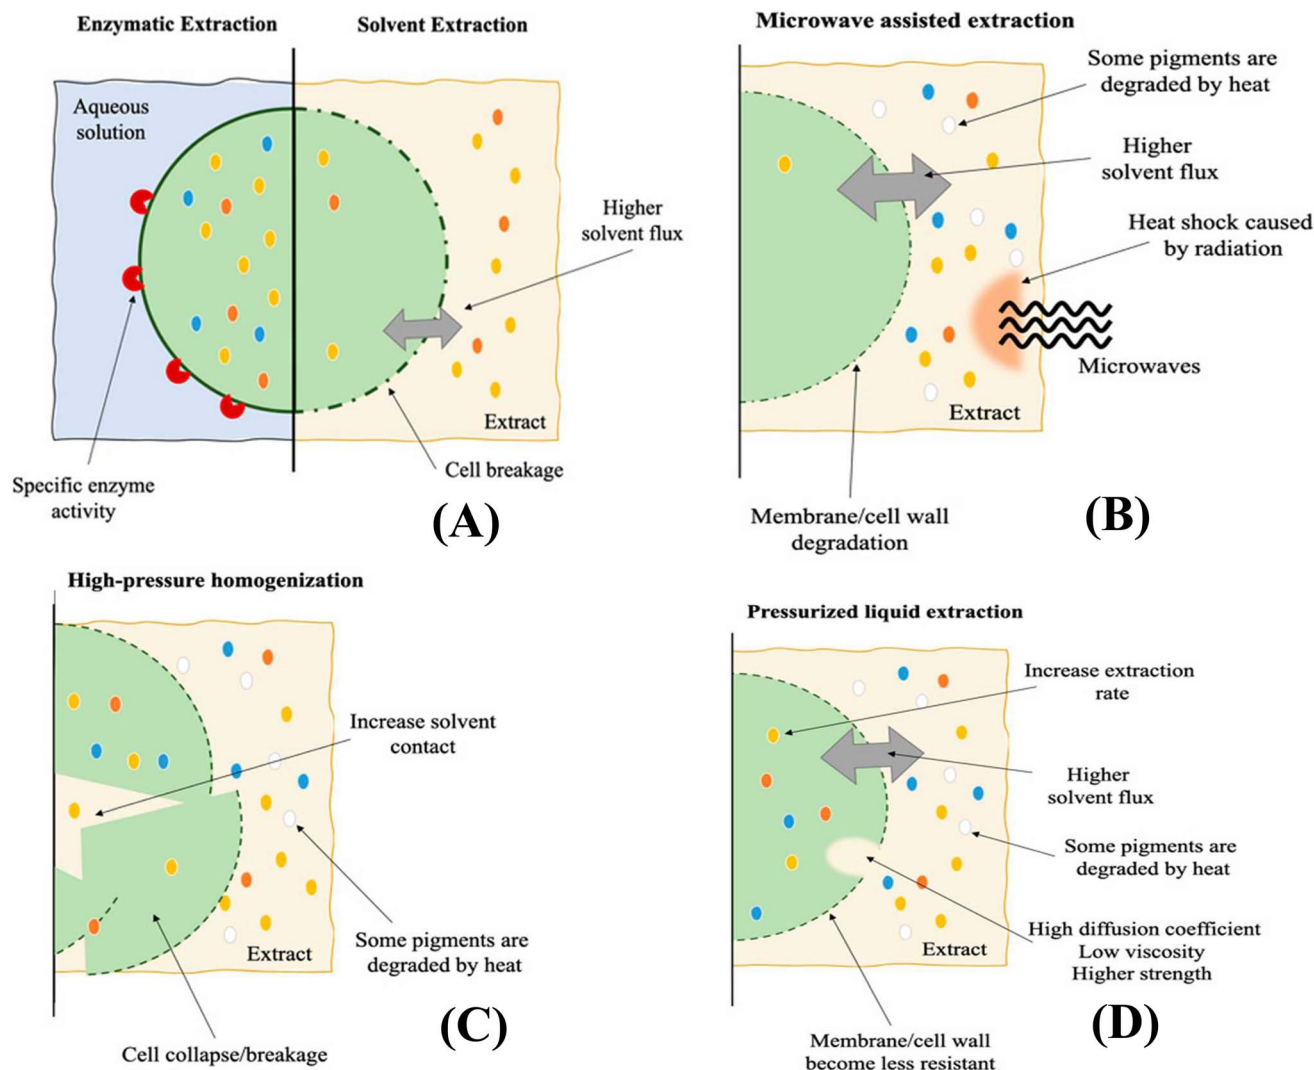 Enzymatic Extraction
Solvent Extraction
Aqueous
solution
Higher
solvent flux
Extract
Cell breakage
Specific enzyme
activity
(A)
Microwave assisted extraction
Some pigments are
degraded by heat
Higher
solvent flux
Heat shock caused
by radiation
Microwaves
Extract
Membrane/cell wall
degradation
(B)
High-pressure homogenization
Increase solvent
contact
Extract
Some pigments are
degraded by heat
Cell collapse/breakage
(C)
Pressurized liquid extraction
Increase extraction
rate
Higher
solvent flux
Some pigments are
degraded by heat
High diffusion coefficient
Low viscosity
Higher strength
Extract
Membrane/cell wall
become less resistant
(D)